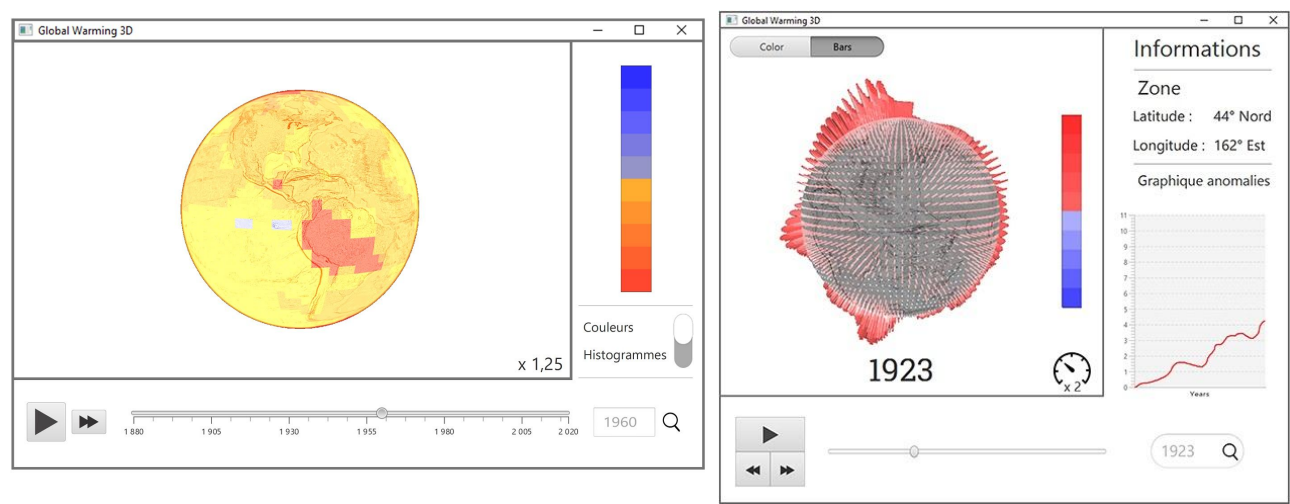 Global Warming 3D
Couleurs
Histogrammes
x 1,25
1 880 1 905 1 930 1 955 1 980 2 005 2 020
1960
Global Warming 3D
Color Bars
1923
x 2
Informations
Zone
Latitude : 44° Nord
Longitude : 162° Est
Graphique anomalies
11
10
9
8
7
6
5
4
3
2
1
0
Years
1923